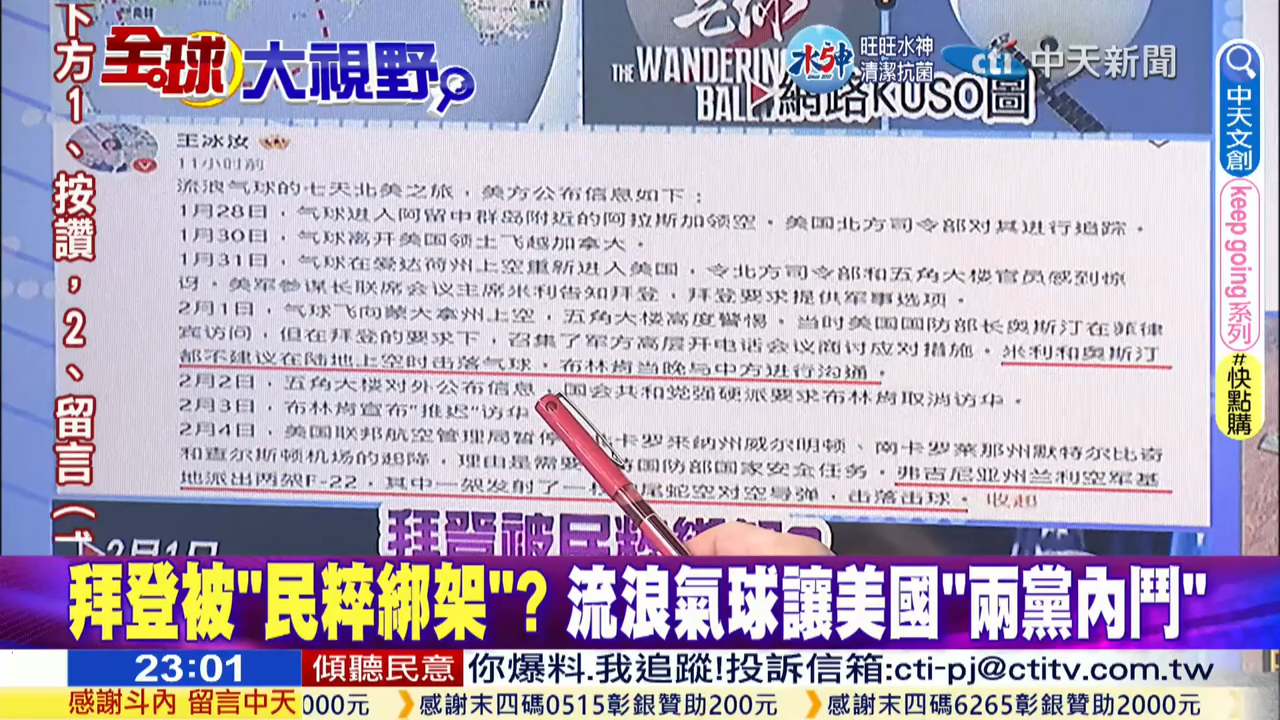 全球大視野
THE WANDERING
BALL
網路KUSO圖
水神
旺旺水神
清潔抗菌
cti 中天新聞
下方1、按讚，2、留言(
中天文創
keep going系列
#快點購
王冰汝
11小时前
流浪气球的七天北美之旅，美方公布信息如下：
1月28日，气球进入阿留申群岛附近的阿拉斯加领空，美国北方司令部对其进行追踪。
1月30日，气球离开美国领土飞越加拿大。
1月31日，气球在爱达荷州上空重新进入美国，令北方司令部和五角大楼官员感到惊
讶。美军参谋长联席会议主席米利告知拜登，拜登要求提供军事选项。
2月1日，气球飞向蒙大拿州上空 五角大楼高度警惕，当时美国国防部长奥斯汀在菲律
宾访问，但在拜登的要求下，召集了军方高层开电话会议商讨应对措施。米利和奥斯汀
都不建议在陆地上空时击落气球，布林肯当晚与中方进行沟通。
2月2日，五角大楼对外公布信息，国会共和党强硬派要求布林肯取消访华。
2月3日，布林肯宣布"推迟"访华
2月4日，美国联邦航空管理局暂停 卡罗来纳州威尔明顿、南卡罗莱那州默特尔比奇
和查尔斯顿机场的起降，理由是需要 国防部国家安全任务。弗吉尼亚州兰利空军基
地派出两架F-22，其中一架发射了一 尾蛇空对空导弹，击落出球。 收起
2月1日
拜登被民粹綁架?
拜登被"民粹綁架"? 流浪氣球讓美國"兩黨內鬥"
23:01 傾聽民意 你爆料.我追蹤!投訴信箱:cti-pj@ctitv.com.tw
感謝斗內 留言中天 000元 》感謝末四碼0515彰銀贊助200元 》感謝末四碼6265彰銀贊助2000元